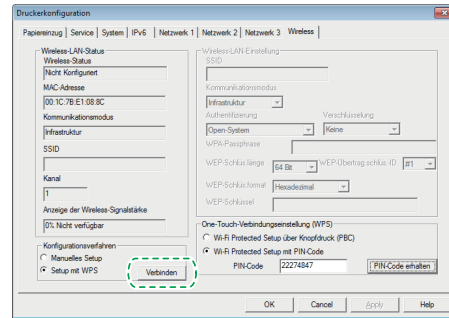 Druckerkonfiguration
Papiereinzug Service System IPv6 Netzwerk 1 Netzwerk 2 Netzwerk 3 Wireless
Wireless-LAN-Status
Wireless-Status
Nicht Konfiguriert
MAC-Adresse
00:1C:7B:E1:08:8C
Kommunikationsmodus
Infrastruktur
SSID
Kanal
1
Anzeige der Wireless-Signalstärke
0% Nicht verfügbar
Konfigurationsverfahren
Manuelles Setup
Setup mit WPS
Verbinden
Wireless-LAN-Einstellung
SSID
Kommunikationsmodus
Infrastruktur
Authentifizierung Verschlüsselung
Open-System Keine
WPA-Passphrase
WEP-Schlüs.länge 64 Bit WEP-Übertrag.schlüs.-ID #1
WEP-Schlüs.format Hexadezimal
WEP-Schlüssel
One-Touch-Verbindungseinstellung (WPS)
Wi-Fi Protected Setup über Knopfdruck (PBC)
Wi-Fi Protected Setup mit PIN-Code
PIN-Code 22274847 PIN-Code erhalten
OK Cancel Apply Help